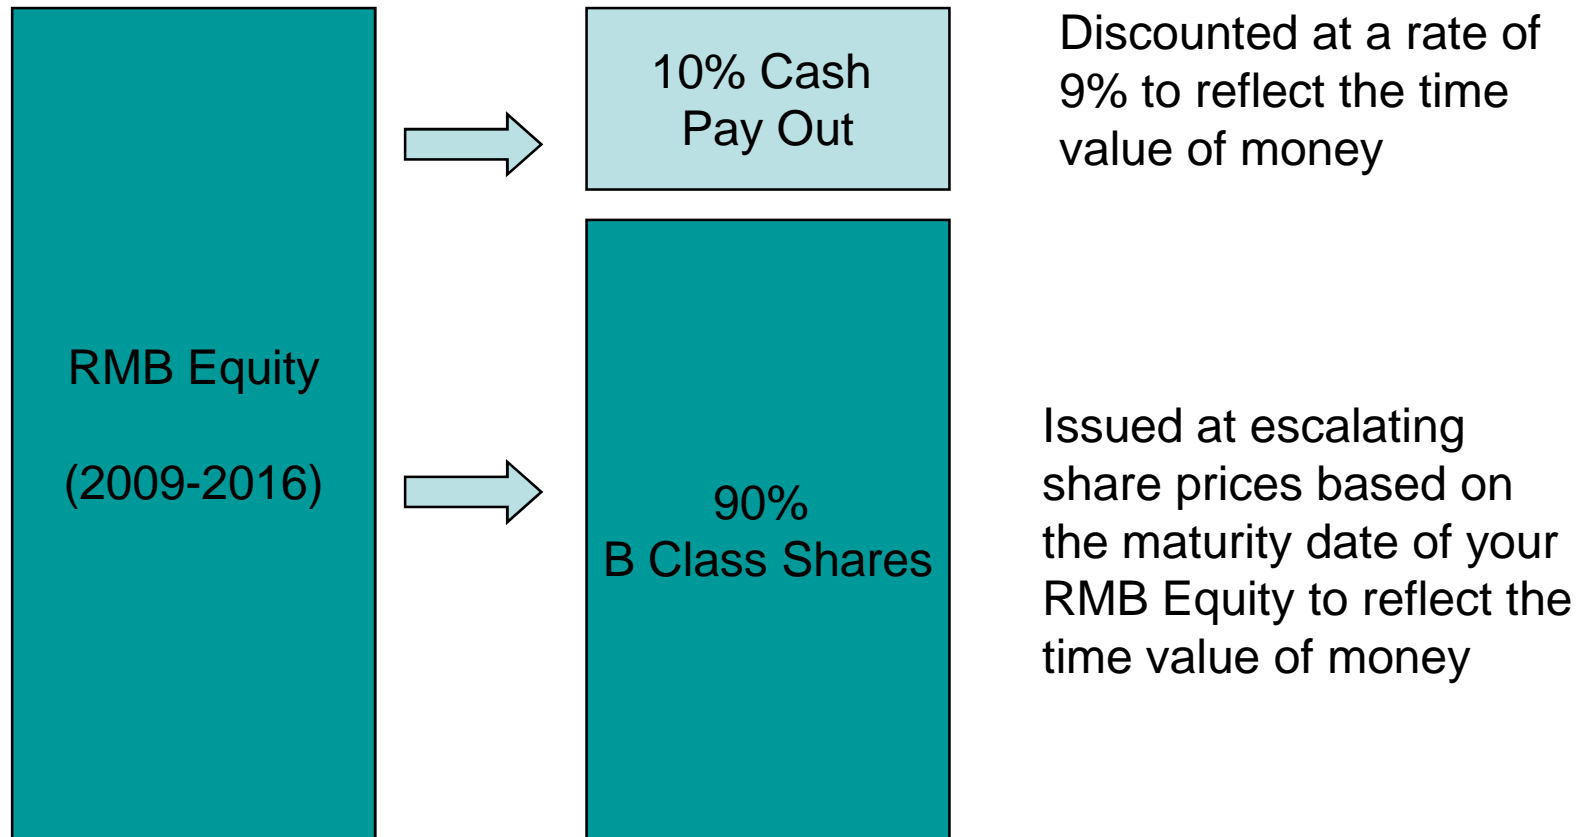 RMB Equity
(2009-2016)
10% Cash
Pay Out
Discounted at a rate of
9% to reflect the time
value of money
90%
B Class Shares
Issued at escalating
share prices based on
the maturity date of your
RMB Equity to reflect the
time value of money